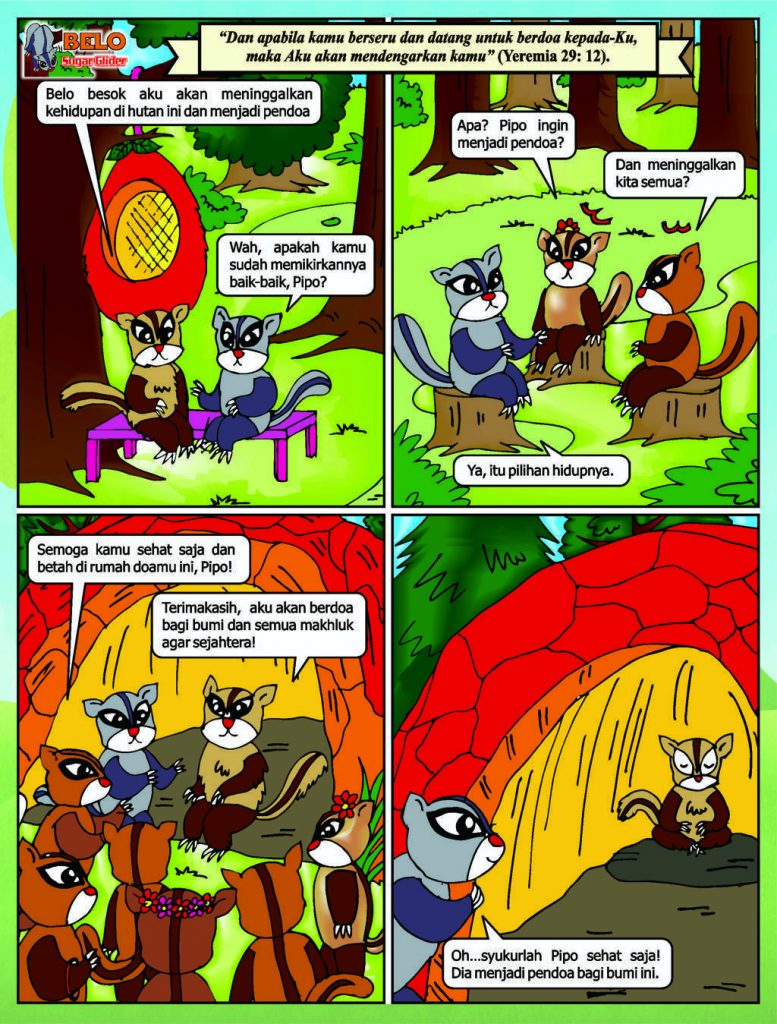 BELO
Sugar Glider
“Dan apabila kamu berseru dan datang untuk berdoa kepada-Ku,
maka Aku akan mendengarkan kamu” (Yeremia 29: 12).
Belo besok aku akan meninggalkan
kehidupan di hutan ini dan menjadi pendoa
Wah, apakah kamu
sudah memikirkannya
baik-baik, Pipo?
Apa? Pipo ingin
menjadi pendoa?
Dan meninggalkan
kita semua?
Ya, itu pilihan hidupnya.
Semoga kamu sehat saja dan
betah di rumah doamu ini, Pipo!
Terimakasih, aku akan berdoa
bagi bumi dan semua makhluk
agar sejahtera!
Oh...syukurlah Pipo sehat saja!
Dia menjadi pendoa bagi bumi ini.